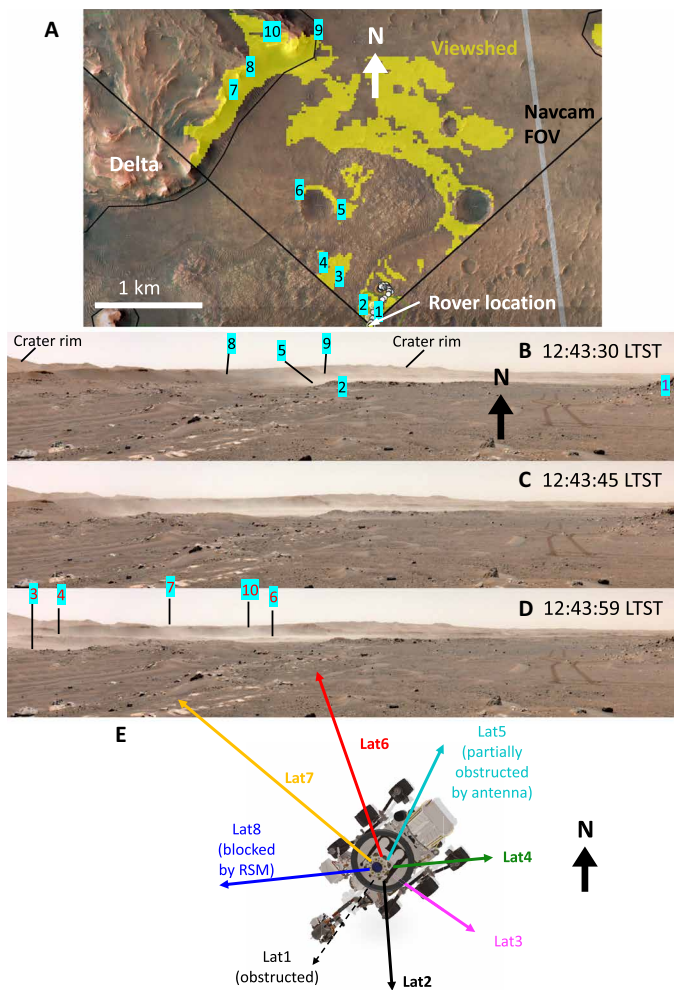 A
10
9
N
Viewshed
8
7
Navcam
FOV
Delta
6
5
4
3
1 km
2
1
Rover location
Crater rim
8
5
9
Crater rim
B 12:43:30 LTST
2
1
N
C 12:43:45 LTST
3
4
7
10
6
D 12:43:59 LTST
E
Lat6
Lat5
(partially
obstructed
by antenna)
Lat7
Lat8
(blocked
by RSM)
N
Lat4
Lat3
Lat1
(obstructed)
Lat2